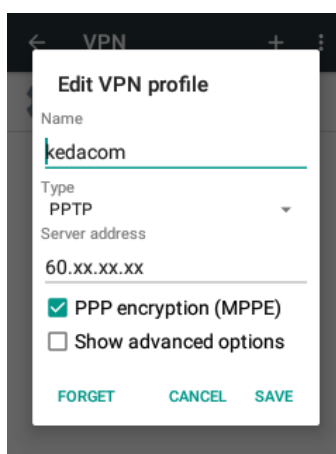 VPN
Edit VPN profile
Name
kedacom
Type
PPTP
Server address
60.xx.xx.xx
PPP encryption (MPPE)
Show advanced options
FORGET CANCEL SAVE